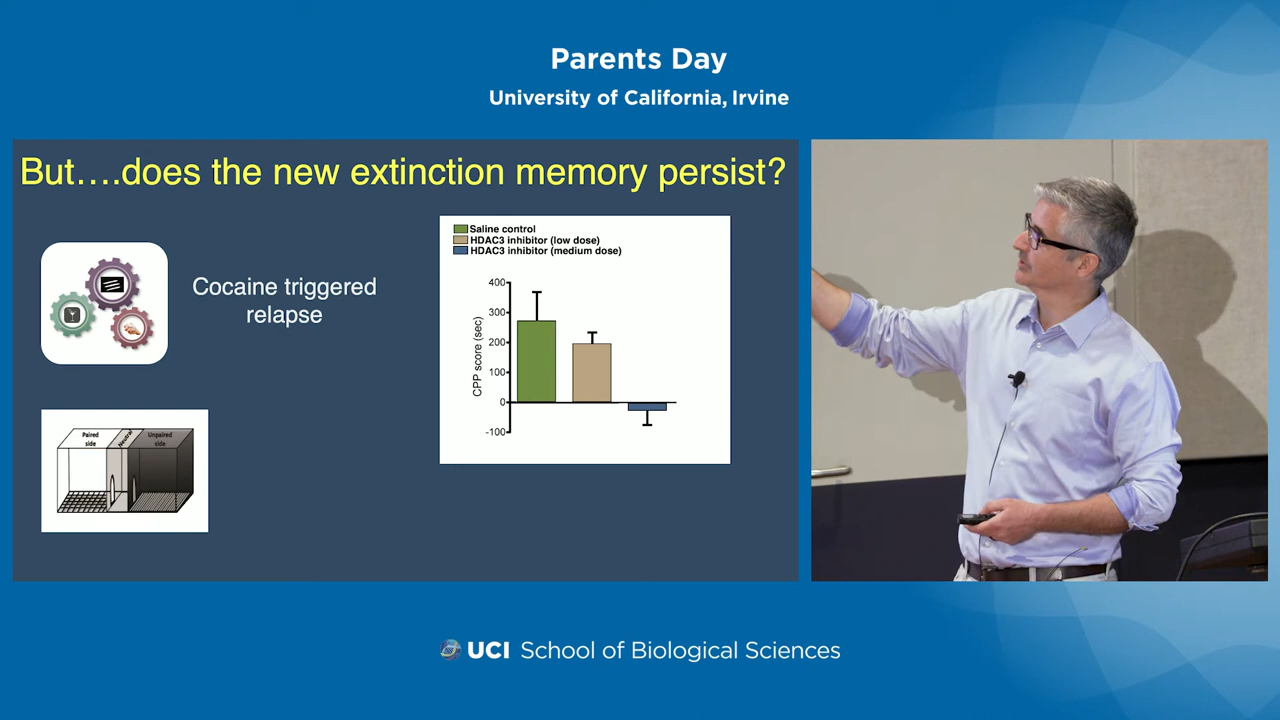 Parents Day
University of California, Irvine
But….does the new extinction memory persist?
Cocaine triggered
relapse
Saline control
HDAC3 inhibitor (low dose)
HDAC3 inhibitor (medium dose)
CPP score (sec)
400
300
200
100
0
-100
Paired
side
Neutral
Unpaired
side
UCI School of Biological Sciences